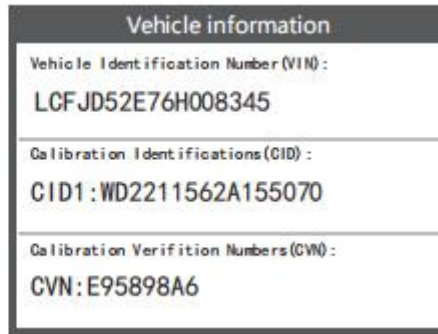 Vehicle information
Vehicle Identification Number(VIN):
LCFJD52E76H008345
Calibration Identifications(CID):
CID1:WD2211562A155070
Calibration Verifition Numbers(CVN):
CVN:E95898A6